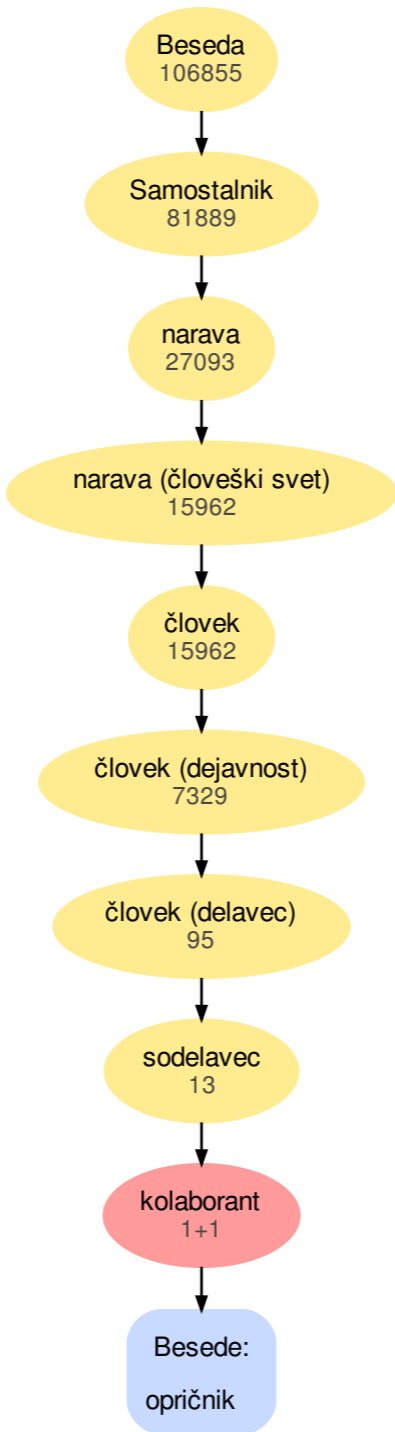 Beseda
106855
Samostalnik
81889
narava
27093
narava (človeški svet)
15962
človek
15962
človek (dejavnost)
7329
človek (delavec)
95
sodelavec
13
kolaborant
1+1
Besede:
opričnik